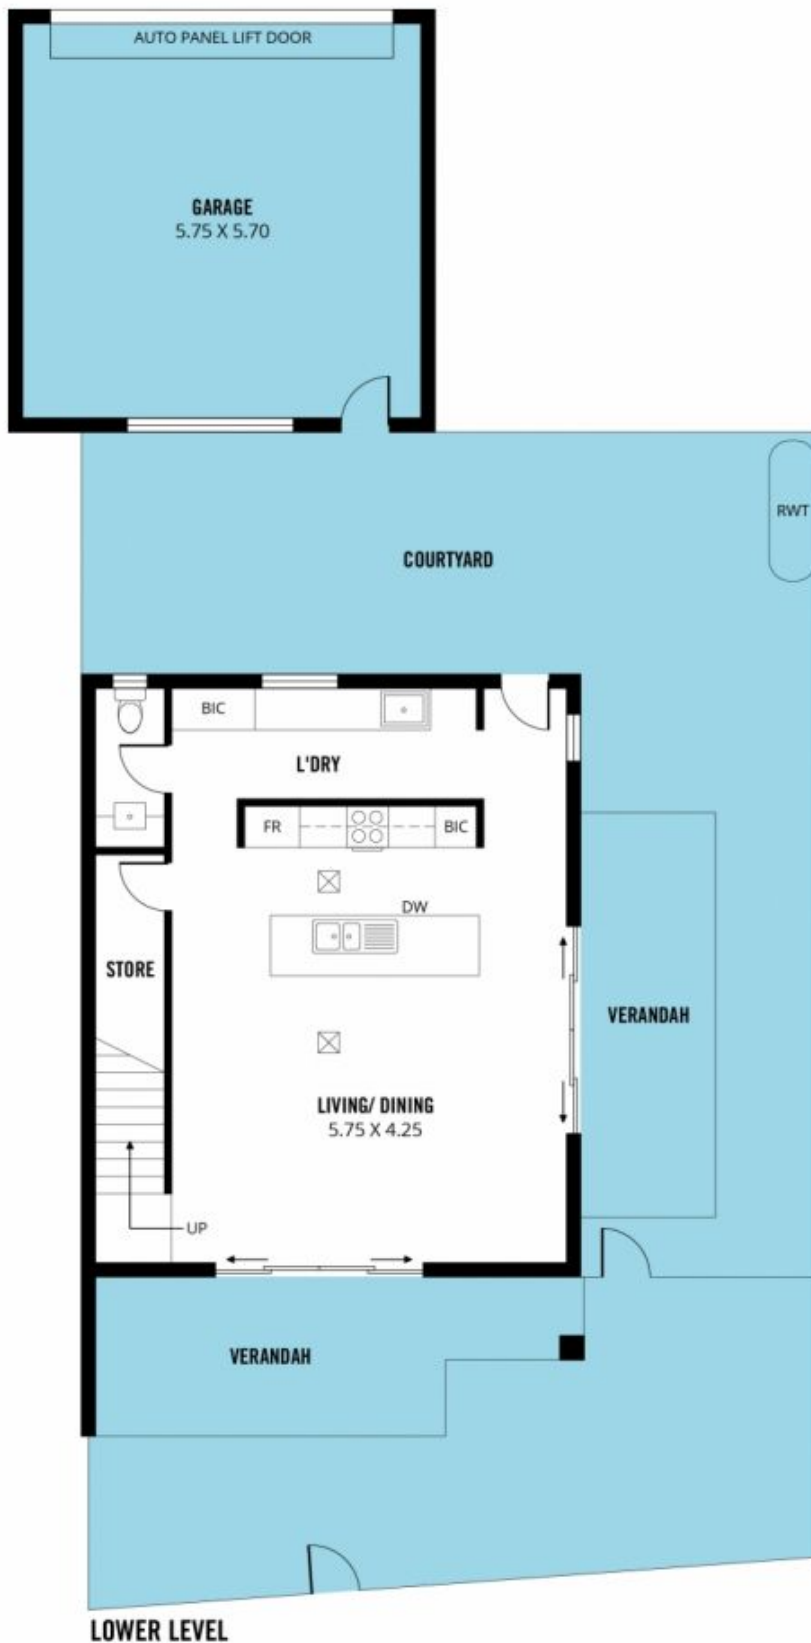 AUTO PANEL LIFT DOOR
GARAGE
5.75 X 5.70
RWT
COURTYARD
BIC
L'DRY
FR
BIC
DW
STORE
VERANDAH
LIVING/ DINING
5.75 X 4.25
UP
VERANDAH
LOWER LEVEL